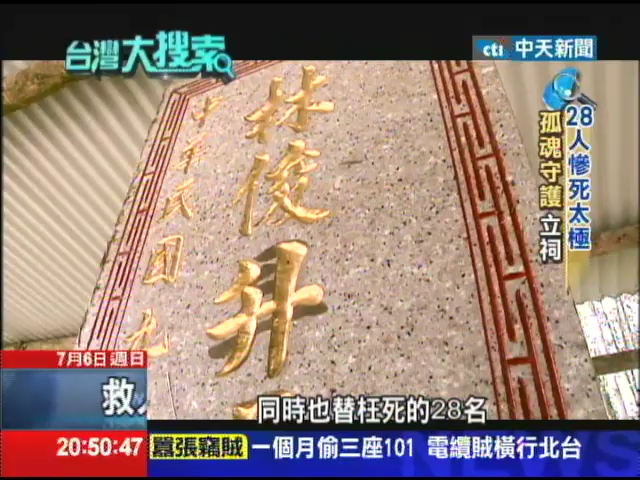 台灣大搜索
cti 中天新聞
28人慘死太極
孤魂守護 立祠
林俊昇
中華民國九
7月6日 週日
救
同時也替枉死的28名
20:50:47
囂張竊賊 一個月偷三座101 電纜賊橫行北台
NEWS